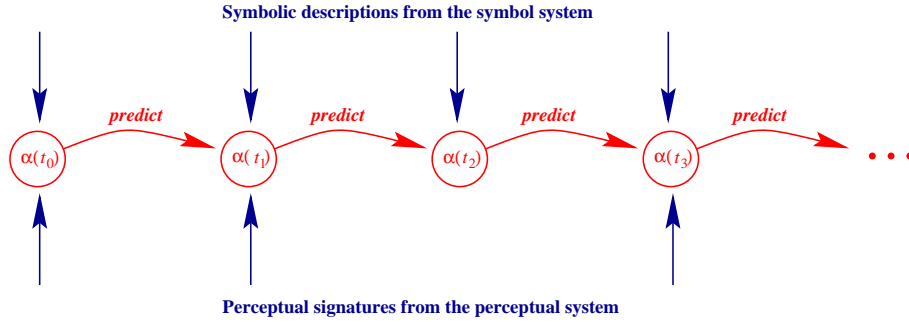 Symbolic descriptions from the symbol system
predict predict predict predict
α(t₀) α(t₁) α(t₂) α(t₃) • • •
Perceptual signatures from the perceptual system